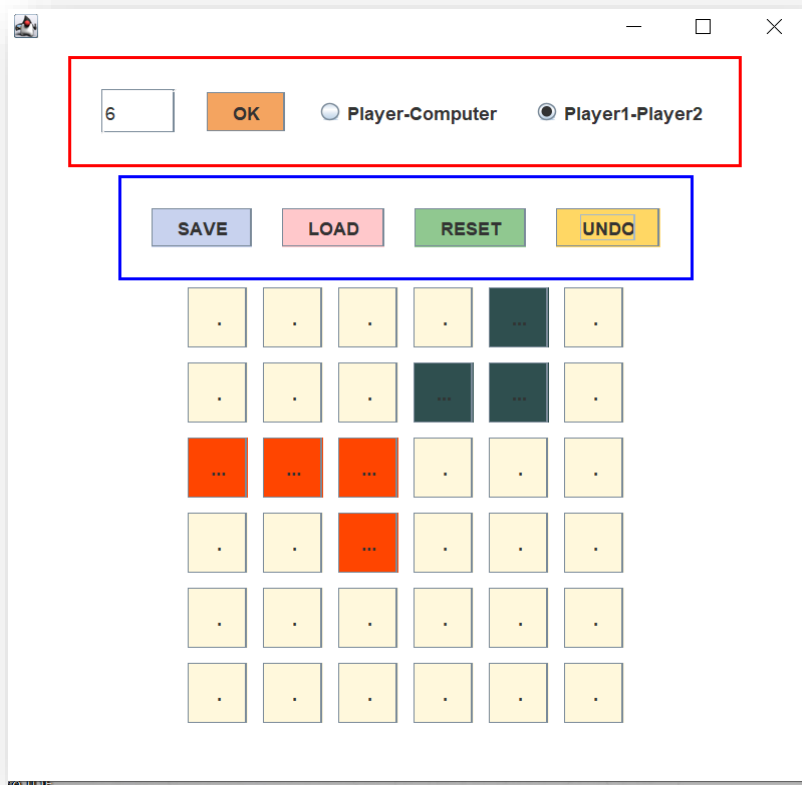 6 OK Player-Computer Player1-Player2
SAVE LOAD RESET UNDO
. . . . ... .
. . . ... ... .
... ... ... . . .
. . ... . . .
. . . . . .
. . . . . .